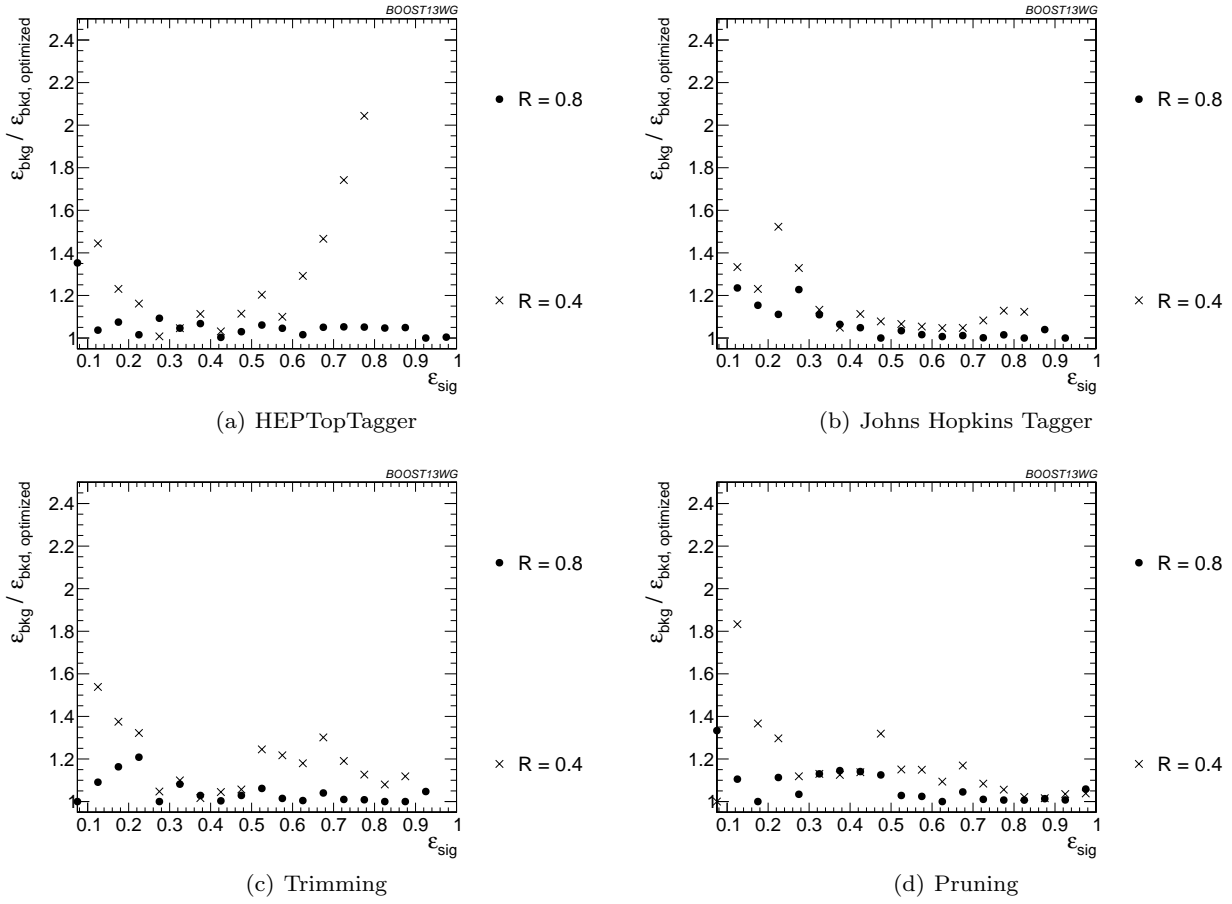 BOOST13WG
ε_bkg / ε_bkd, optimized
2.4
2.2
2
1.8
1.6
1.4
1.2
1
0.1 0.2 0.3 0.4 0.5 0.6 0.7 0.8 0.9 1
ε_sig
R = 0.8
R = 0.4
(a) HEPTopTagger
BOOST13WG
ε_bkg / ε_bkd, optimized
2.4
2.2
2
1.8
1.6
1.4
1.2
1
0.1 0.2 0.3 0.4 0.5 0.6 0.7 0.8 0.9 1
ε_sig
R = 0.8
R = 0.4
(b) Johns Hopkins Tagger
BOOST13WG
ε_bkg / ε_bkd, optimized
2.4
2.2
2
1.8
1.6
1.4
1.2
1
0.1 0.2 0.3 0.4 0.5 0.6 0.7 0.8 0.9 1
ε_sig
R = 0.8
R = 0.4
(c) Trimming
BOOST13WG
ε_bkg / ε_bkd, optimized
2.4
2.2
2
1.8
1.6
1.4
1.2
1
0.1 0.2 0.3 0.4 0.5 0.6 0.7 0.8 0.9 1
ε_sig
R = 0.8
R = 0.4
(d) Pruning